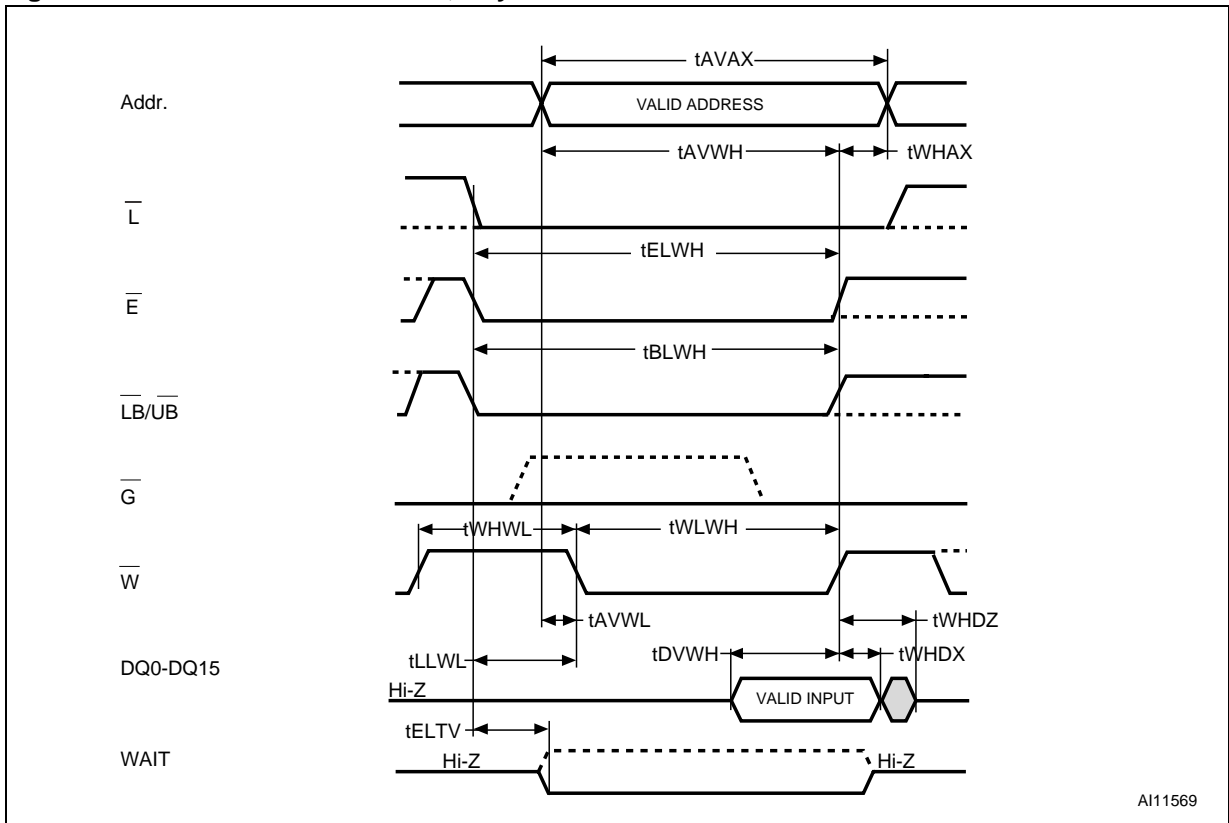 tAVAX
Addr.
VALID ADDRESS
tAVWH
tWHAX
L
tELWH
E
tBLWH
LB/UB
G
tWHWL
tWLWH
W
tAVWL
tWHDZ
tLLWL
tDVWH
tWHDX
DQ0-DQ15
Hi-Z
VALID INPUT
tELTV
WAIT
Hi-Z
Hi-Z
AI11569